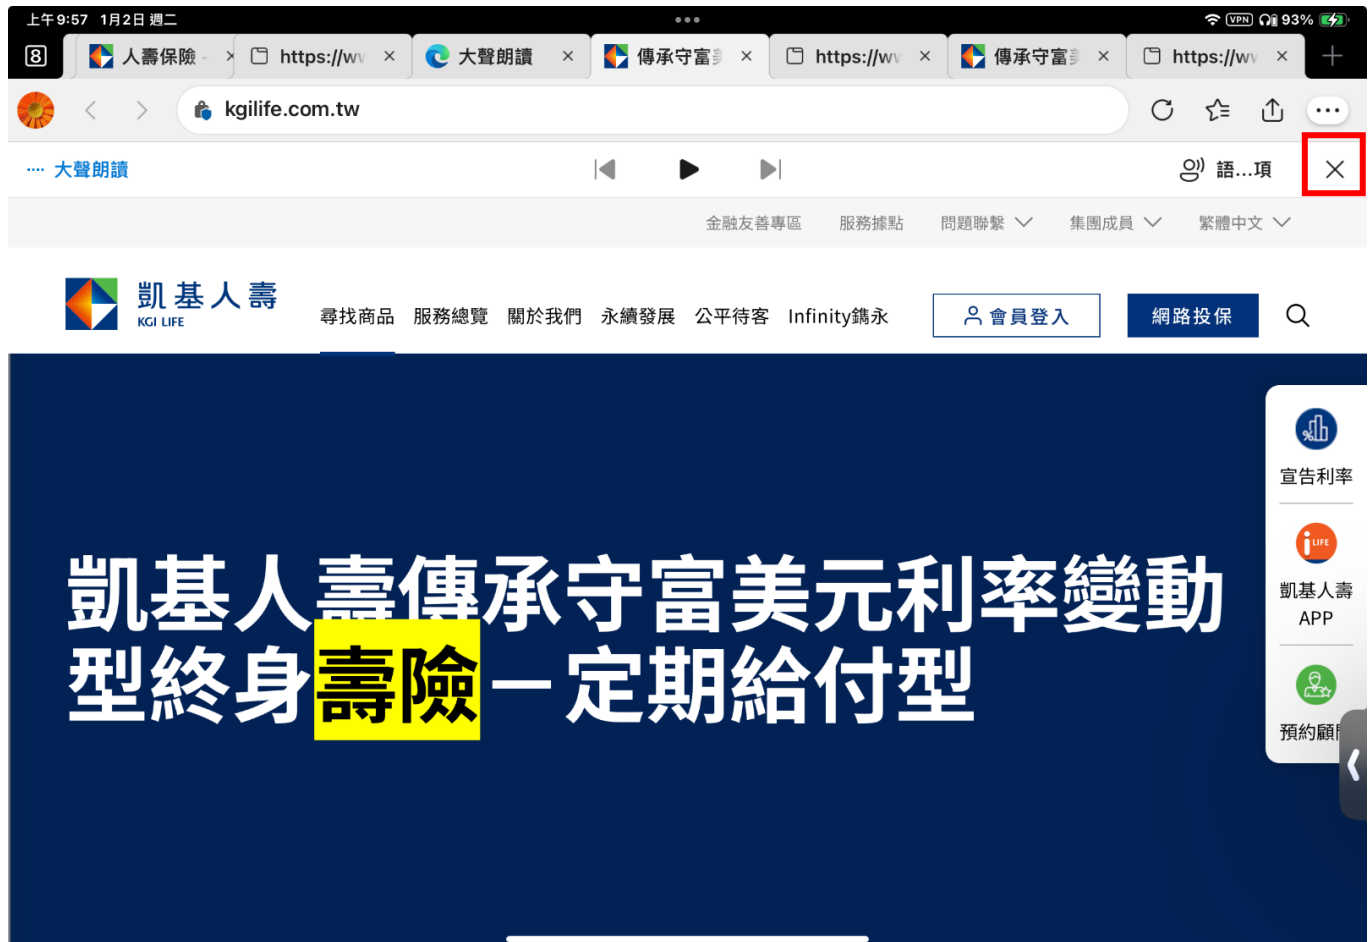 上午9:57 1月2日 週二
VPN 93%
8 人壽保險 - https://ww 大聲朗讀 傳承守富美 https://ww 傳承守富美 https://ww
kgilife.com.tw
大聲朗讀 語...項
金融友善專區 服務據點 問題聯繫 集團成員 繁體中文
凱基人壽
KGI LIFE
尋找商品 服務總覽 關於我們 永續發展 公平待客 Infinity鐫永 會員登入 網路投保
%
宣告利率
i LIFE
凱基人壽
APP
預約顧
凱基人壽傳承守富美元利率變動
型終身壽險－定期給付型